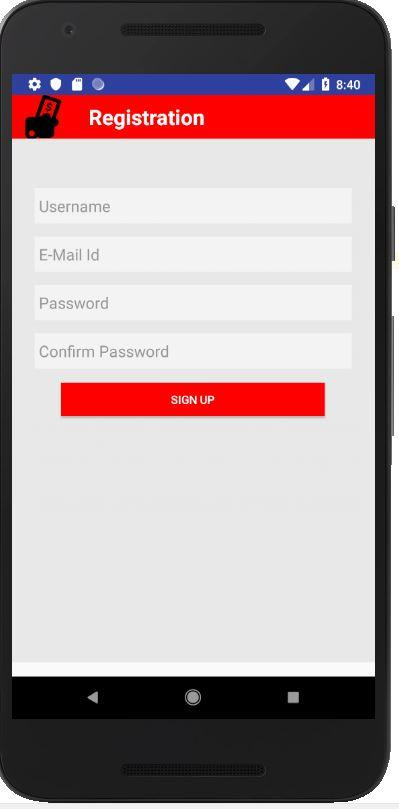 8:40
Registration
Username
E-Mail Id
Password
Confirm Password
SIGN UP